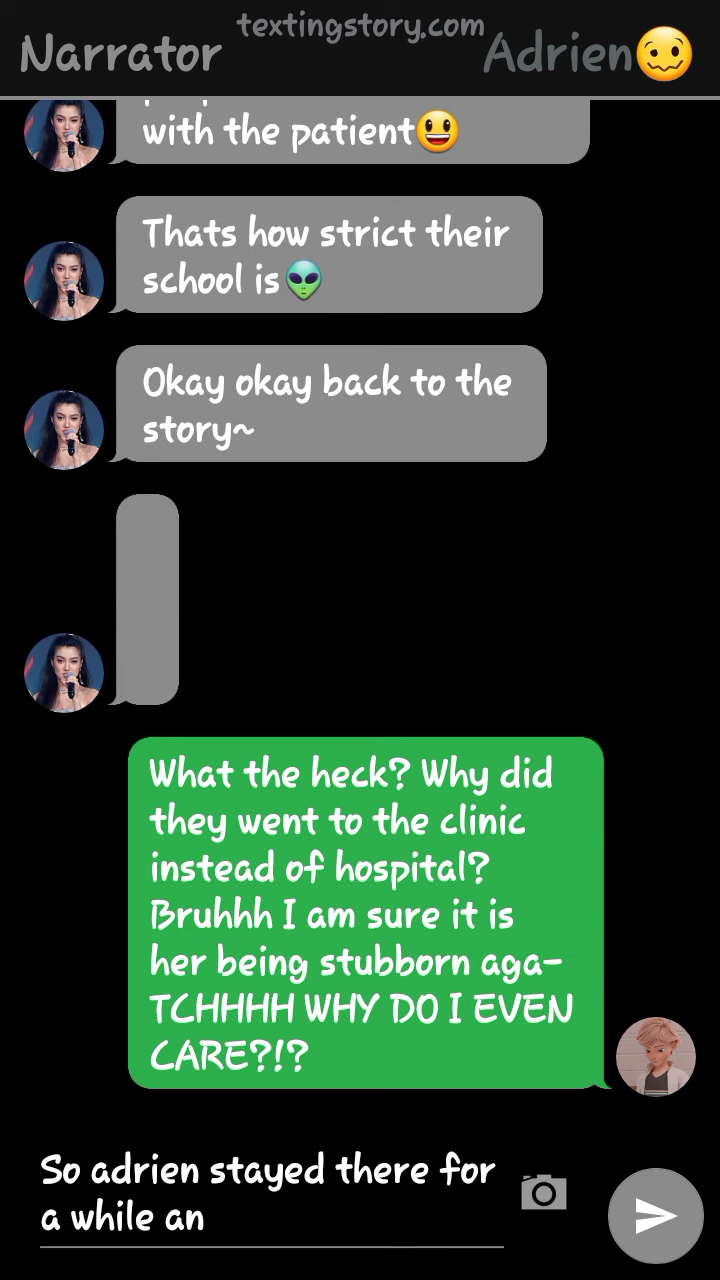 textingstory.com
Narrator
Adrien🥴
with the patient😃
Thats how strict their
school is👽
Okay okay back to the
story~
What the heck? Why did
they went to the clinic
instead of hospital?
Bruhhh I am sure it is
her being stubborn aga-
TCHHHH WHY DO I EVEN
CARE?!?
So adrien stayed there for
a while an